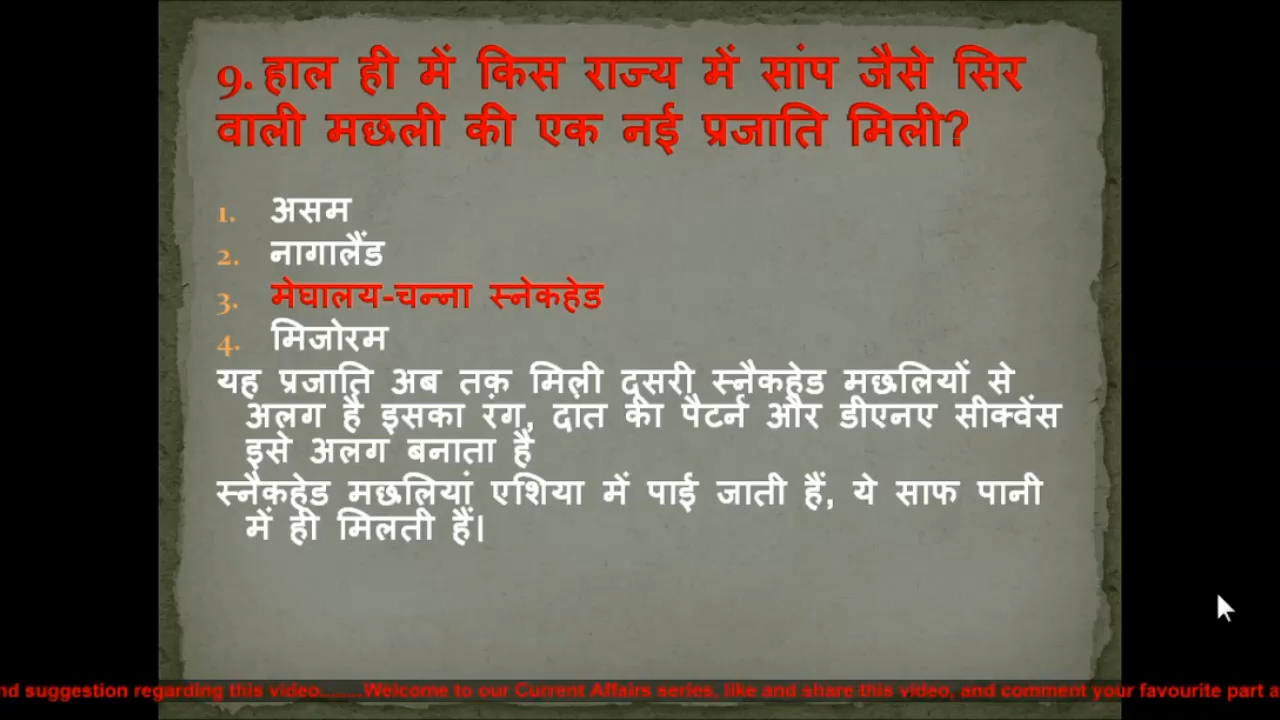 9. हाल ही में किस राज्य में सांप जैसे सिर
वाली मछली की एक नई प्रजाति मिली?
1. असम
2. नागालैंड
3. मेघालय-चन्ना स्नेकहेड
4. मिजोरम
यह प्रजाति अब तक़ मिली दूसरी स्नैकहेड मछलियों से
अलग है इसका रंग, दांत का पैटर्न और डीएनए सीक्वेंस
इसे अलग बनाता है
स्नैकहेड मछलियां एशिया में पाई जाती हैं, ये साफ पानी
में ही मिलती हैं।
nd suggestion regarding this video........Welcome to our Current Affairs series, like and share this video, and comment your favourite part a